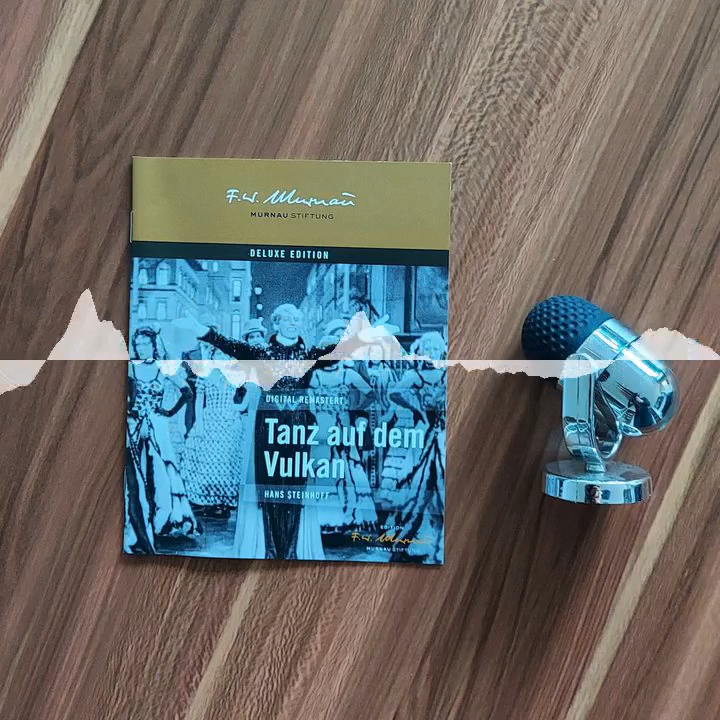 F.W. Murnau
MURNAU STIFTUNG
DELUXE EDITION
DIGITAL REMASTERT
Tanz auf dem
Vulkan
HANS STEINHOFF
EDITION
F.W. Murnau
MURNAU STIFTUNG